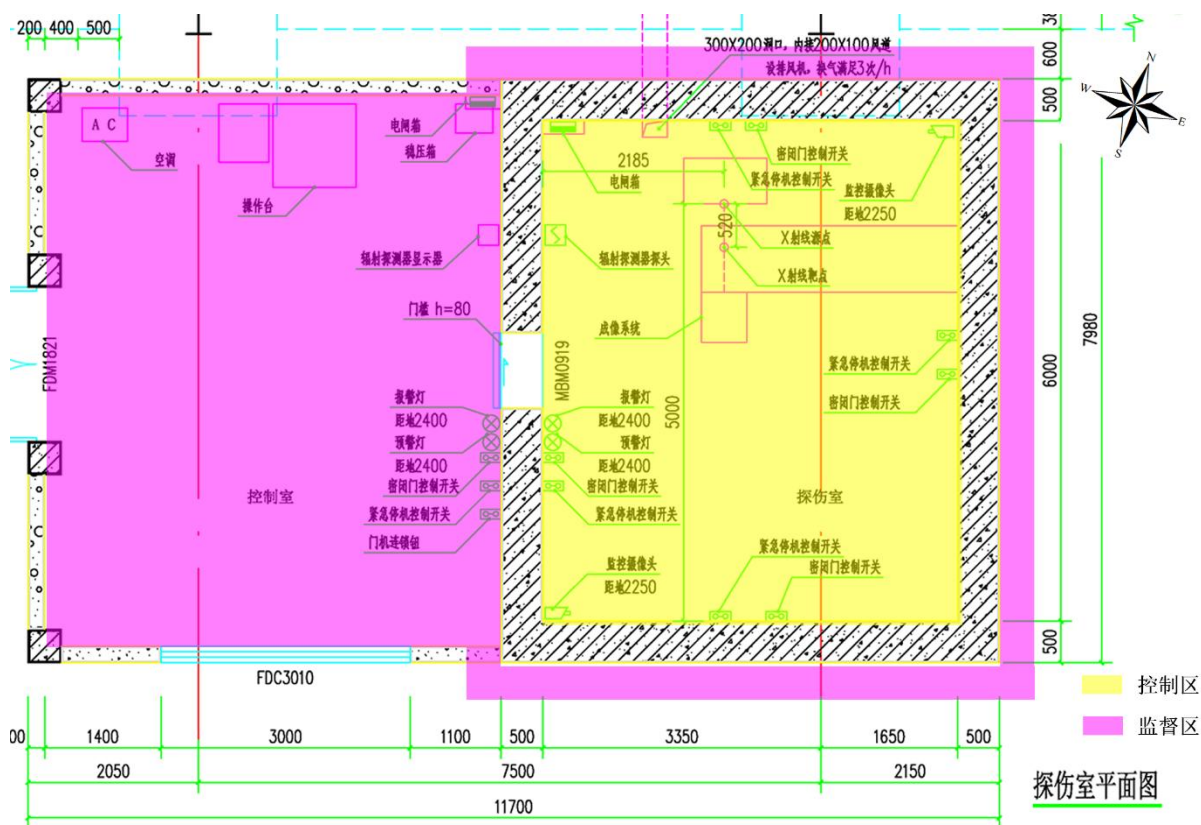 200 400 500
300X200洞口，内接200X100风道
设排风机，换气满足3次/h
600
500
N
W
E
S
A C
空调
操作台
电闸箱
稳压箱
2185
电闸箱
密闭门控制开关
紧急停机控制开关
监控摄像头
距地2250
520
X射线源点
X射线靶点
辐射探测器显示器
辐射探测器探头
门槛 h=80
成像系统
FDM1821
MBM0919
紧急停机控制开关
密闭门控制开关
6000
7980
5000
报警灯
距地2400
预警灯
距地2400
密闭门控制开关
紧急停机控制开关
门机连锁钮
报警灯
距地2400
预警灯
距地2400
密闭门控制开关
紧急停机控制开关
控制室
探伤室
监控摄像头
距地2250
紧急停机控制开关
密闭门控制开关
500
FDC3010
控制区
监督区
00 1400 3000 1100 500 3350 1650 500
2050 7500 2150
11700
探伤室平面图